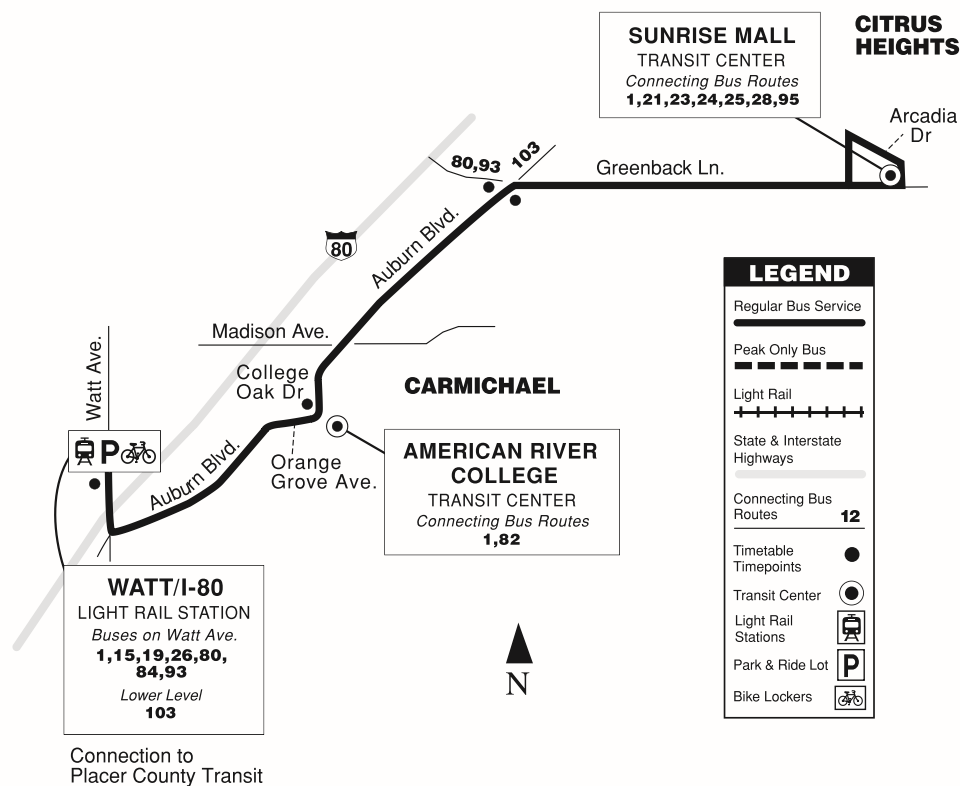 CITRUS
HEIGHTS
SUNRISE MALL
TRANSIT CENTER
Connecting Bus Routes
1,21,23,24,25,28,95
Arcadia
Dr
80,93
103
Greenback Ln.
Auburn Blvd.
80
Madison Ave.
Watt Ave.
College
Oak Dr
CARMICHAEL
P
Auburn Blvd.
Orange
Grove Ave.
AMERICAN RIVER
COLLEGE
TRANSIT CENTER
Connecting Bus Routes
1,82
WATT/I-80
LIGHT RAIL STATION
Buses on Watt Ave.
1,15,19,26,80,
84,93
Lower Level
103
Connection to
Placer County Transit
N
LEGEND
Regular Bus Service
Peak Only Bus
Light Rail
State & Interstate
Highways
Connecting Bus
Routes 12
Timetable
Timepoints
Transit Center
Light Rail
Stations
Park & Ride Lot P
Bike Lockers